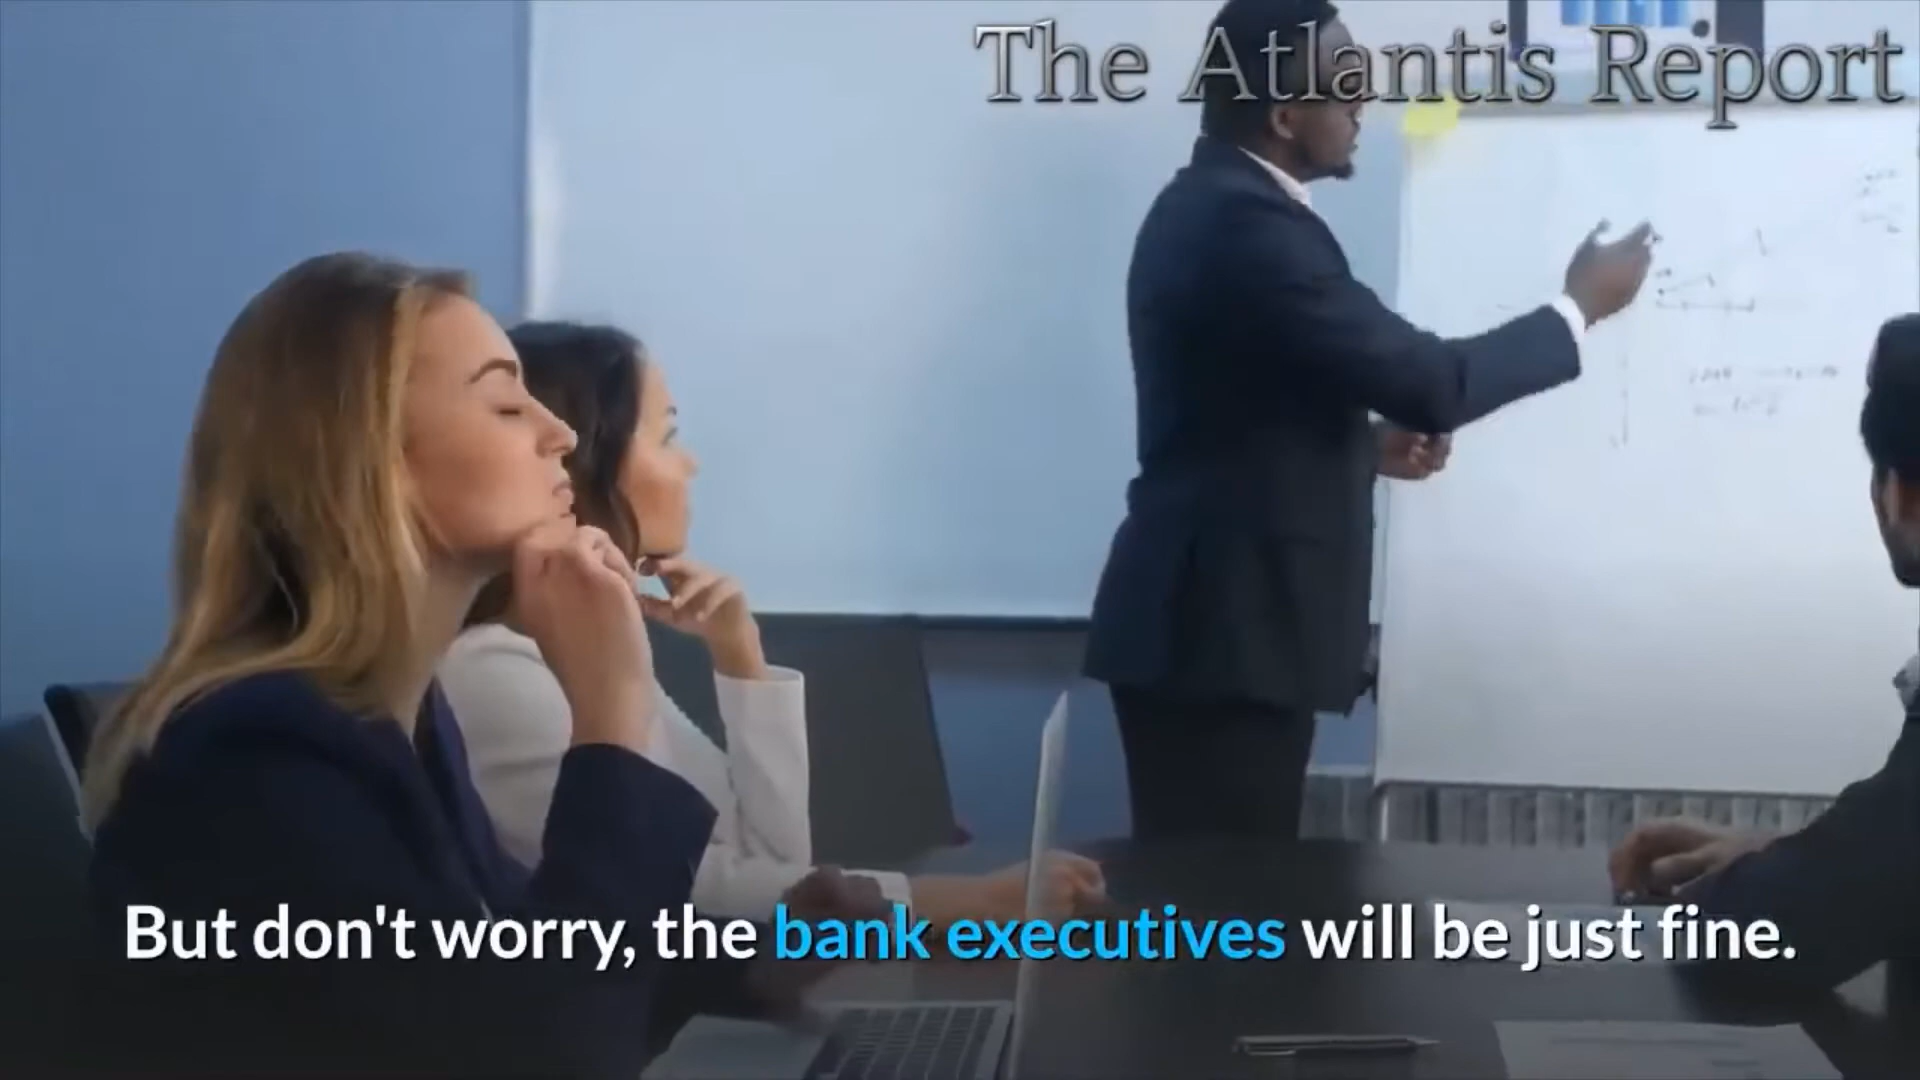 The Atlantis Report
But don't worry, the bank executives will be just fine.